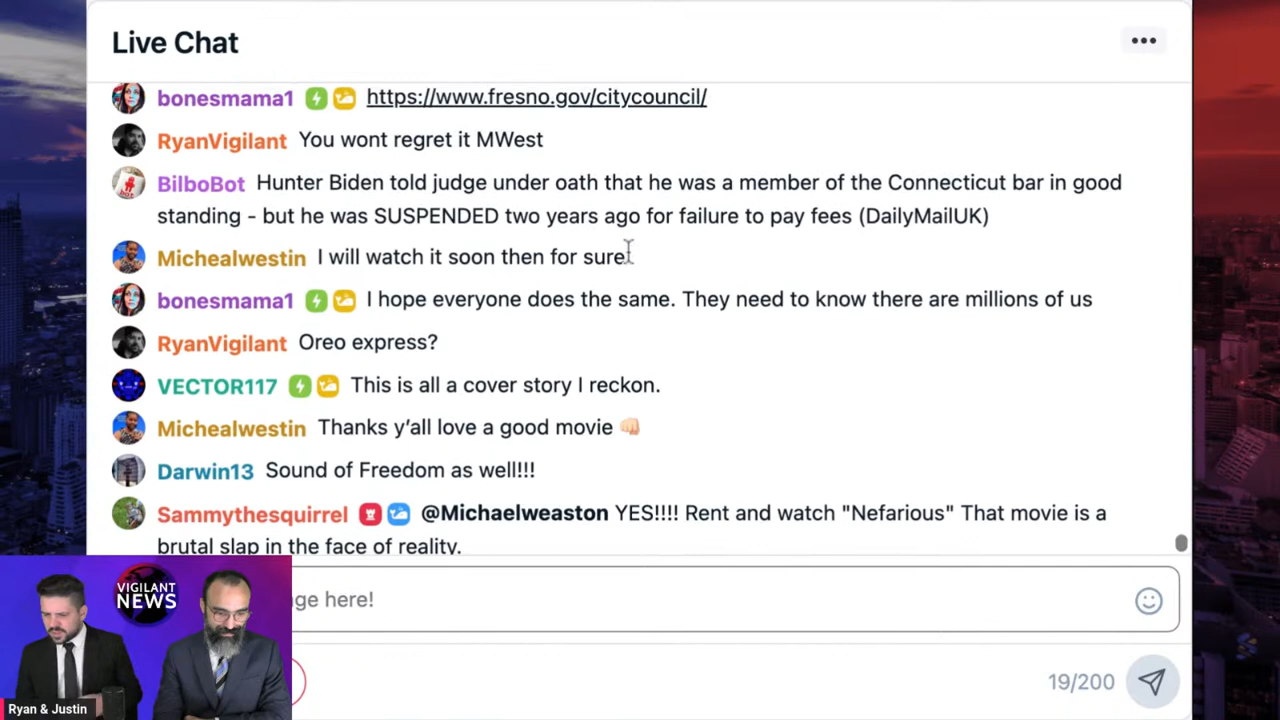 Live Chat
bonesmama1 https://www.fresno.gov/citycouncil/
RyanVigilant You wont regret it MWest
BilboBot Hunter Biden told judge under oath that he was a member of the Connecticut bar in good
standing - but he was SUSPENDED two years ago for failure to pay fees (DailyMailUK)
Michealwestin I will watch it soon then for sure
bonesmama1 I hope everyone does the same. They need to know there are millions of us
RyanVigilant Oreo express?
VECTOR117 This is all a cover story I reckon.
Michealwestin Thanks y’all love a good movie 👊🏻
Darwin13 Sound of Freedom as well!!!
Sammythesquirrel @Michaelweaston YES!!!! Rent and watch "Nefarious" That movie is a
brutal slap in the face of reality.
here!
19/200
VIGILANT
NEWS
Ryan & Justin